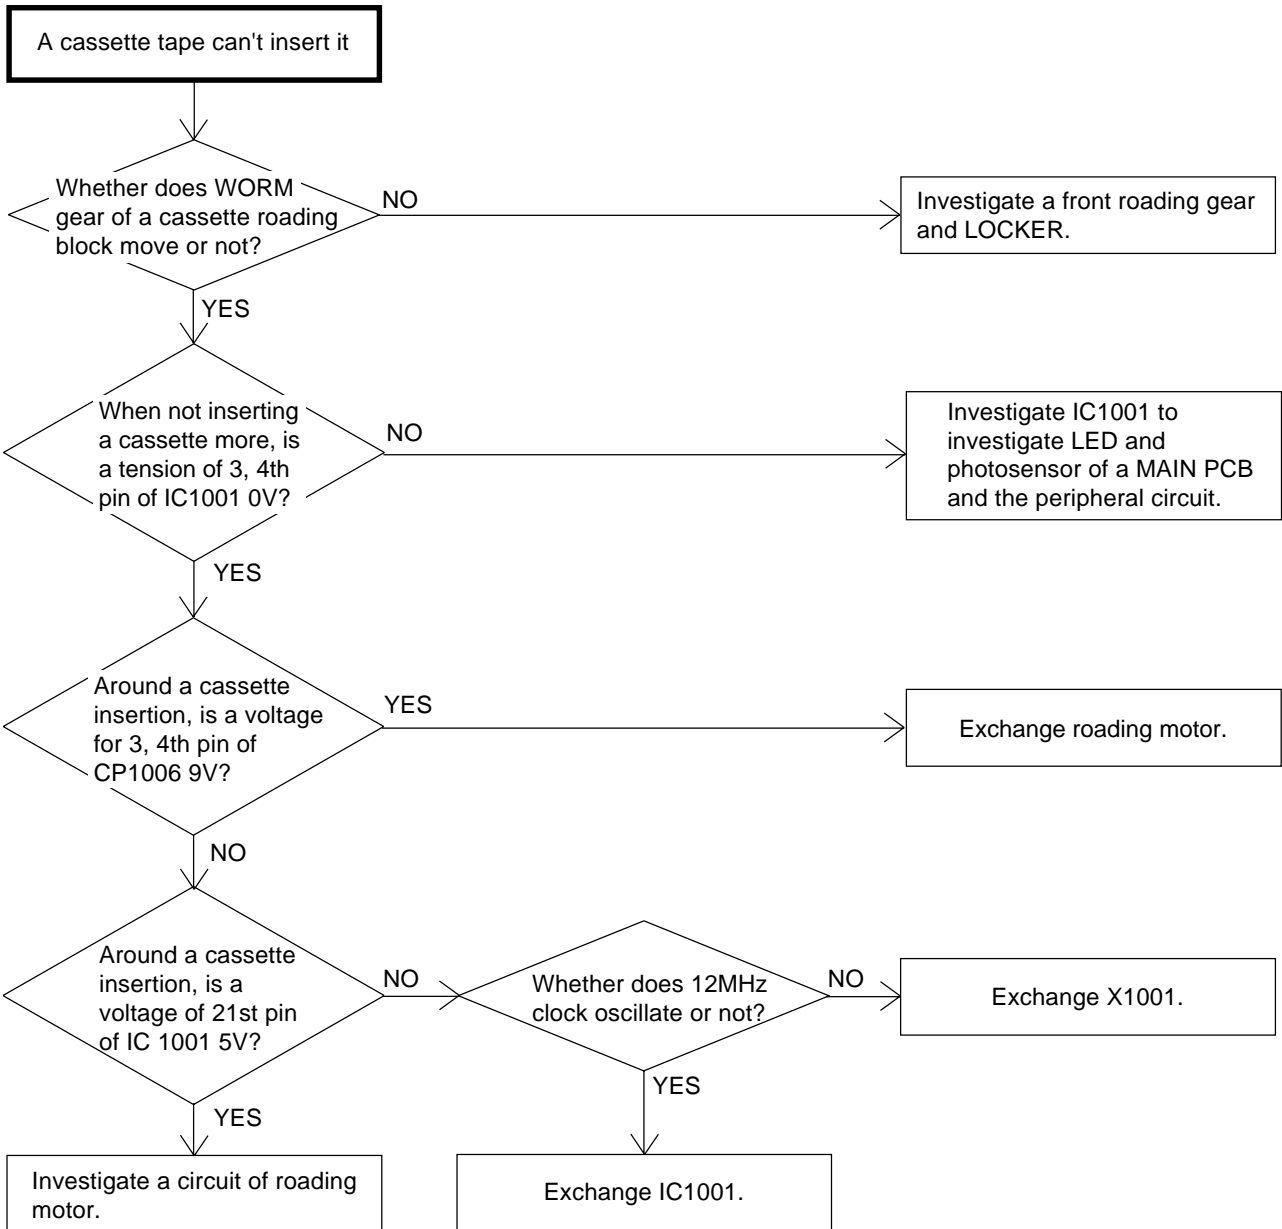 A cassette tape can't insert it
Whether does WORM
gear of a cassette roading
block move or not?
NO
Investigate a front roading gear
and LOCKER.
YES
When not inserting
a cassette more, is
a tension of 3, 4th
pin of IC1001 0V?
NO
Investigate IC1001 to
investigate LED and
photosensor of a MAIN PCB
and the peripheral circuit.
YES
Around a cassette
insertion, is a voltage
for 3, 4th pin of
CP1006 9V?
YES
Exchange roading motor.
NO
Around a cassette
insertion, is a
voltage of 21st pin
of IC 1001 5V?
NO
Whether does 12MHz
clock oscillate or not?
NO
Exchange X1001.
YES
YES
Investigate a circuit of roading
motor.
Exchange IC1001.